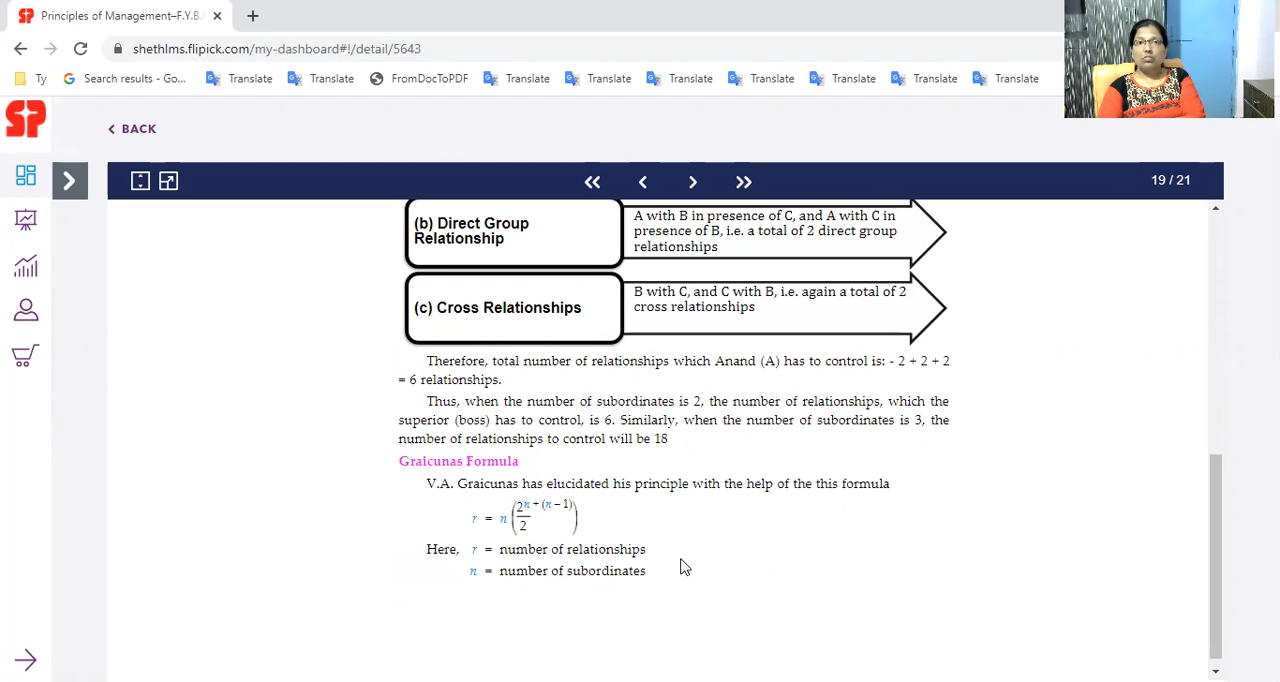 Principles of Management–F.Y.B.
shethlms.flipick.com/my-dashboard#!/detail/5643
Ty Search results - Go... Translate Translate FromDocToPDF Translate Translate Translate Translate Translate Translate Translate
SP
BACK
19 / 21
(b) Direct Group
Relationship
A with B in presence of C, and A with C in
presence of B, i.e. a total of 2 direct group
relationships
(c) Cross Relationships
B with C, and C with B, i.e. again a total of 2
cross relationships
Therefore, total number of relationships which Anand (A) has to control is: - 2 + 2 + 2
= 6 relationships.
Thus, when the number of subordinates is 2, the number of relationships, which the
superior (boss) has to control, is 6. Similarly, when the number of subordinates is 3, the
number of relationships to control will be 18
Graicunas Formula
V.A. Graicunas has elucidated his principle with the help of the this formula
r = n (2^n + (n – 1) / 2)
Here, r = number of relationships
n = number of subordinates